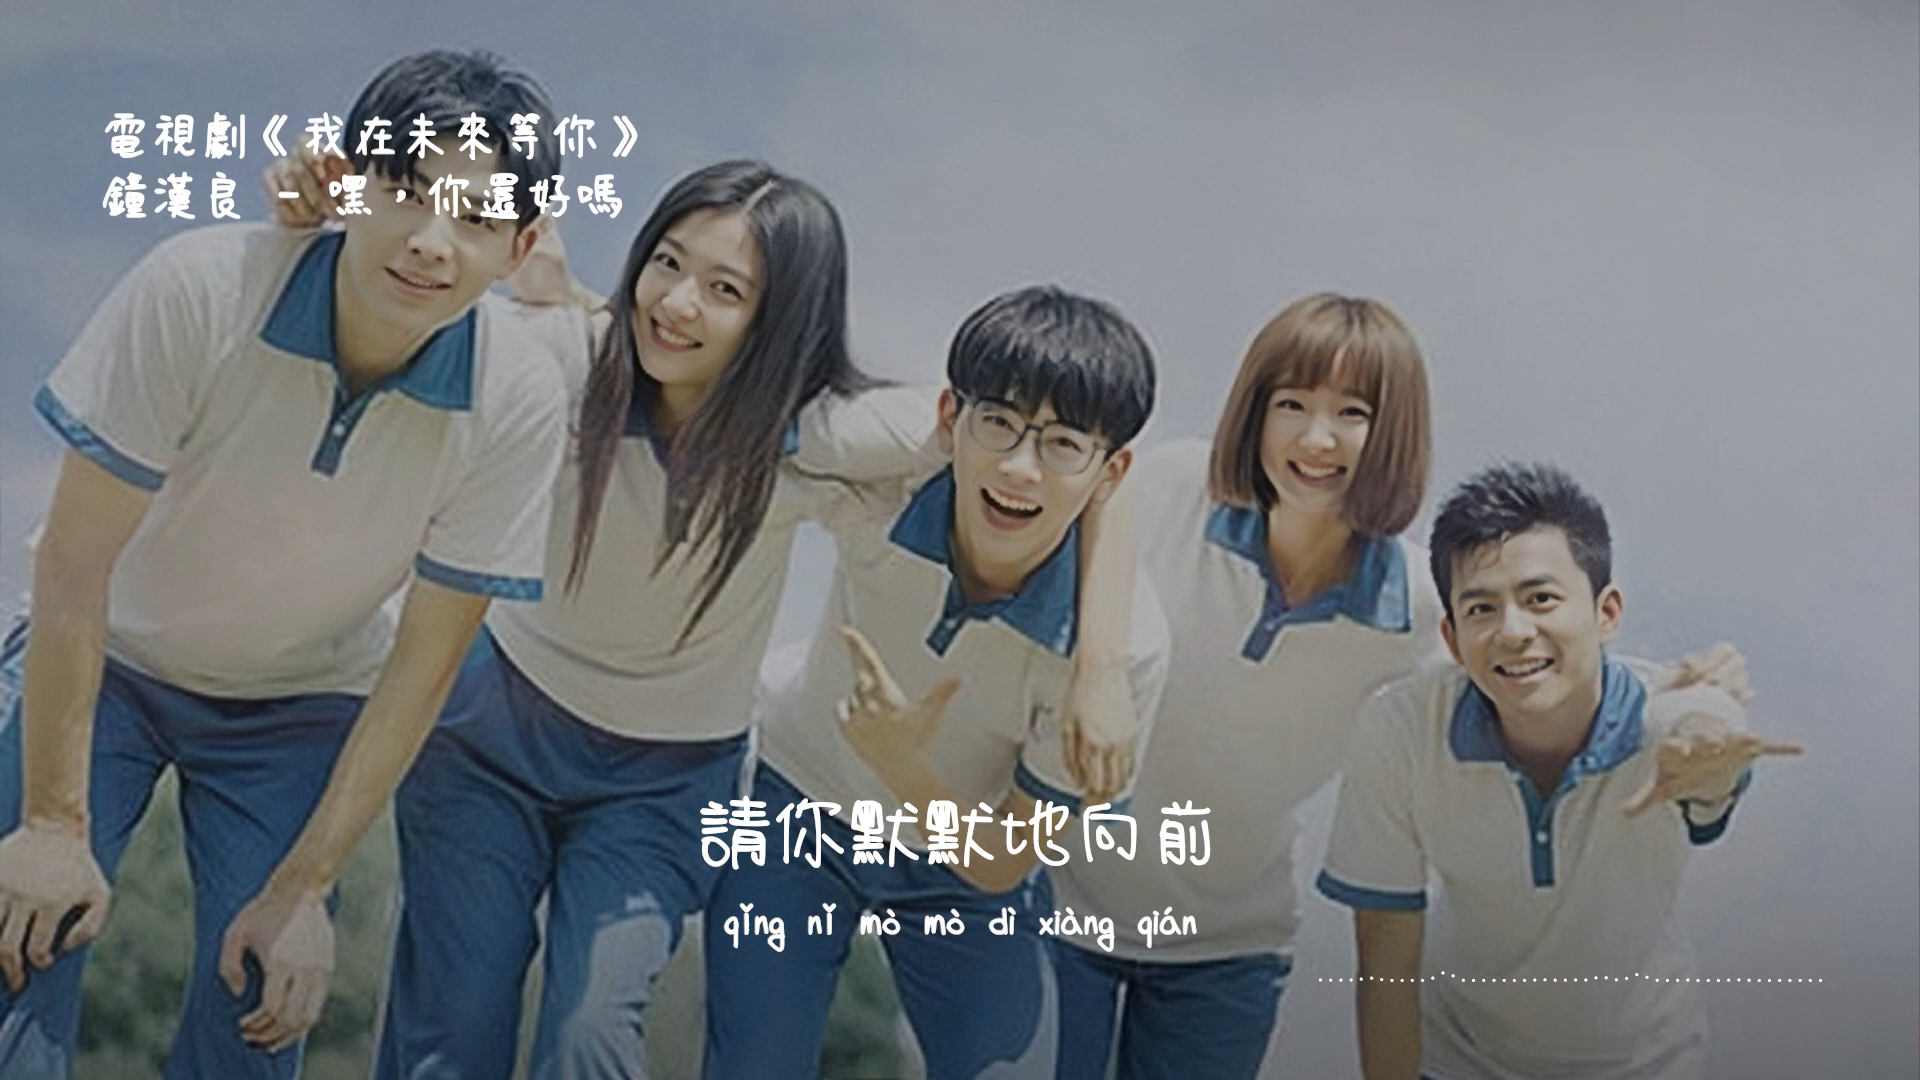 電視劇《我在未來等你》
鐘漢良 - 嘿，你還好嗎
請你默默地向前
qǐng nǐ mò mò dì xiàng qián